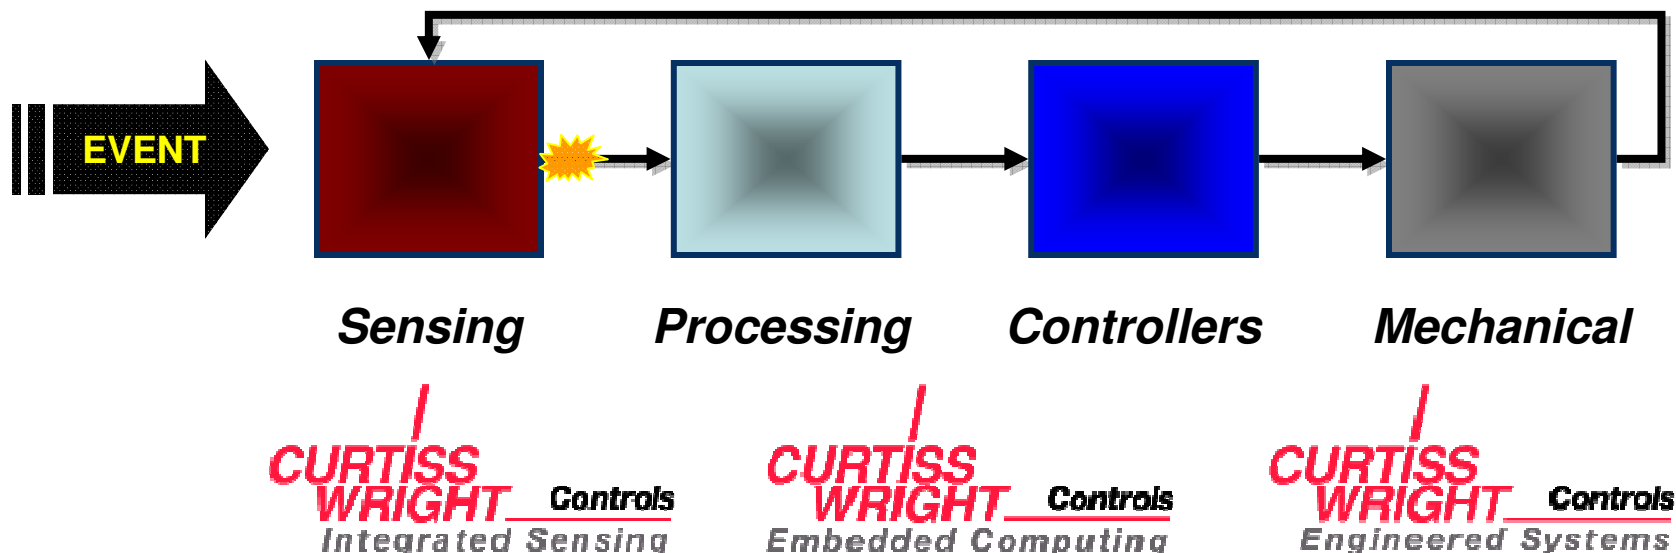 EVENT
Sensing
Processing
Controllers
Mechanical
CURTISS
WRIGHT Controls
Integrated Sensing
CURTISS
WRIGHT Controls
Embedded Computing
CURTISS
WRIGHT Controls
Engineered Systems